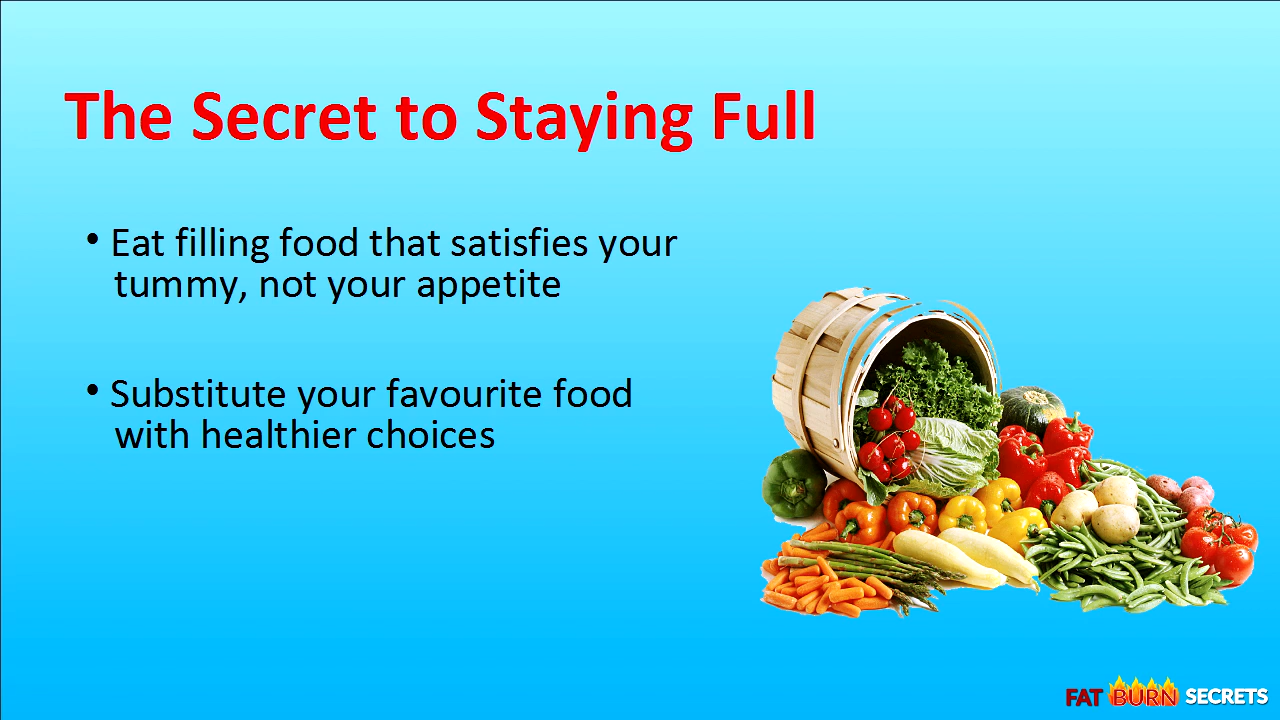 The Secret to Staying Full
• Eat filling food that satisfies your
tummy, not your appetite
• Substitute your favourite food
with healthier choices
FAT BURN SECRETS